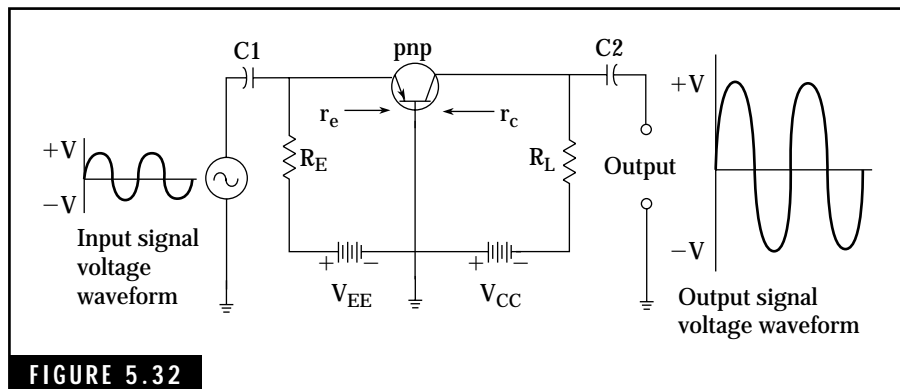 C1
pnp
C2
+V
r_e
r_c
+V
−V
R_E
R_L
Output
Input signal
voltage
waveform
+ −
V_EE
+ −
V_CC
−V
Output signal
voltage waveform
FIGURE 5.32